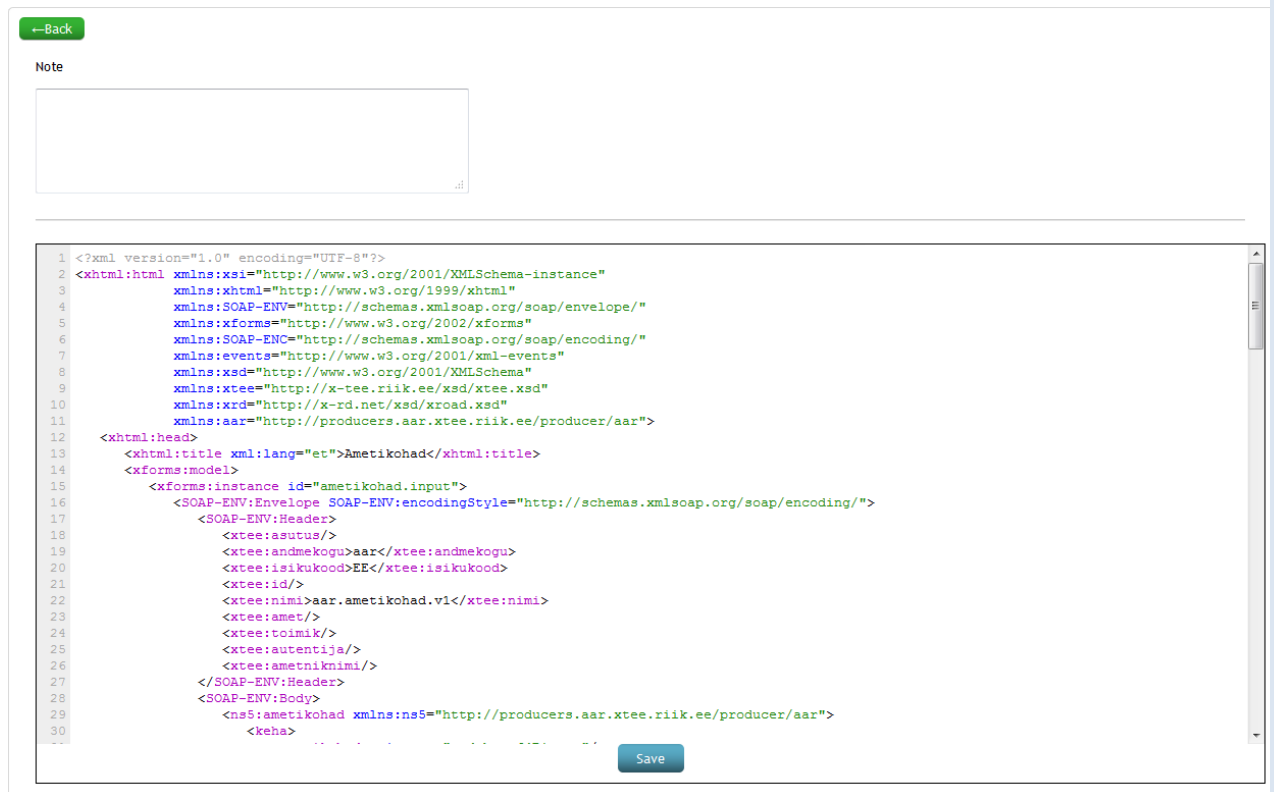 ←Back
Note
1 <?xml version="1.0" encoding="UTF-8"?>
2 <xhtml:html xmlns:xsi="http://www.w3.org/2001/XMLSchema-instance"
3 xmlns:xhtml="http://www.w3.org/1999/xhtml"
4 xmlns:SOAP-ENV="http://schemas.xmlsoap.org/soap/envelope/"
5 xmlns:xforms="http://www.w3.org/2002/xforms"
6 xmlns:SOAP-ENC="http://schemas.xmlsoap.org/soap/encoding/"
7 xmlns:events="http://www.w3.org/2001/xml-events"
8 xmlns:xsd="http://www.w3.org/2001/XMLSchema"
9 xmlns:xtee="http://x-tee.riik.ee/xsd/xtee.xsd"
10 xmlns:xrd="http://x-rd.net/xsd/xroad.xsd"
11 xmlns:aar="http://producers.aar.xtee.riik.ee/producer/aar">
12 <xhtml:head>
13 <xhtml:title xml:lang="et">Ametikohad</xhtml:title>
14 <xforms:model>
15 <xforms:instance id="ametikohad.input">
16 <SOAP-ENV:Envelope SOAP-ENV:encodingStyle="http://schemas.xmlsoap.org/soap/encoding/">
17 <SOAP-ENV:Header>
18 <xtee:asutus/>
19 <xtee:andmekogu>aar</xtee:andmekogu>
20 <xtee:isikukood>EE</xtee:isikukood>
21 <xtee:id/>
22 <xtee:nimi>aar.ametikohad.v1</xtee:nimi>
23 <xtee:amet/>
24 <xtee:toimik/>
25 <xtee:autentija/>
26 <xtee:ametniknimi/>
27 </SOAP-ENV:Header>
28 <SOAP-ENV:Body>
29 <ns5:ametikohad xmlns:ns5="http://producers.aar.xtee.riik.ee/producer/aar">
30 <keha>
Save